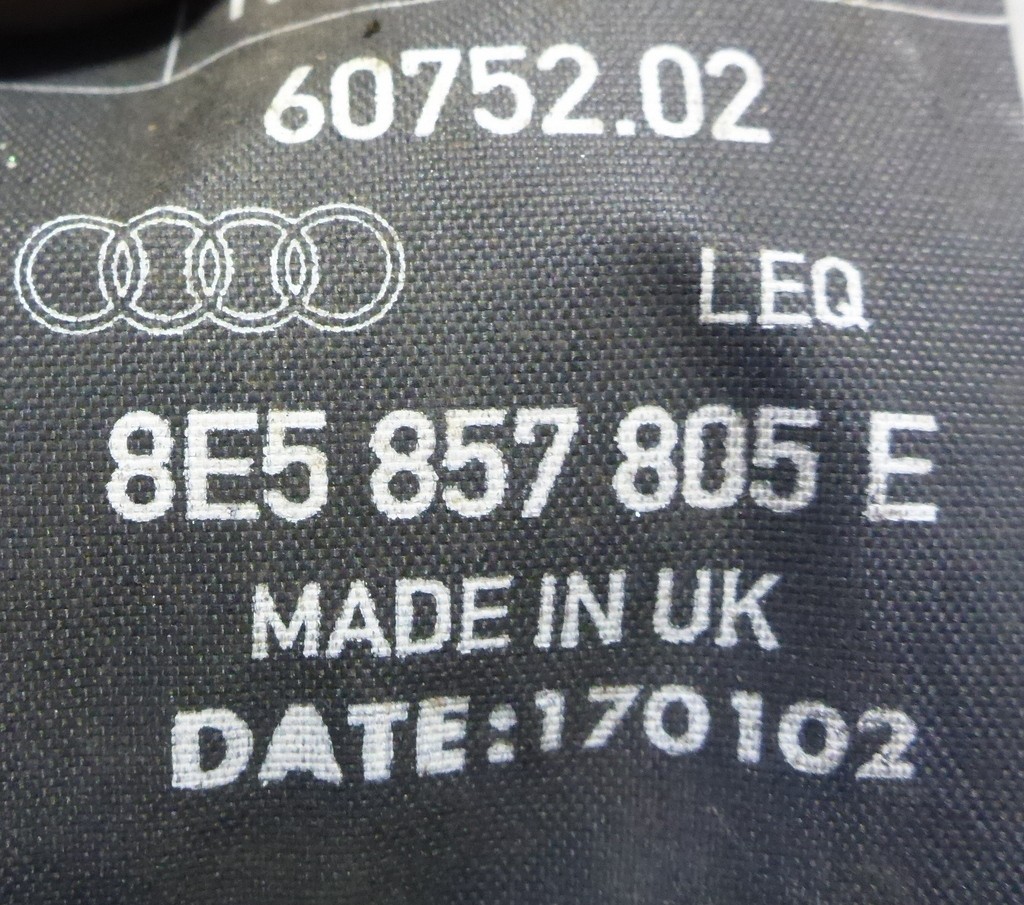 60752.02
LEQ
8E5 857 805 E
MADE IN UK
DATE:170102